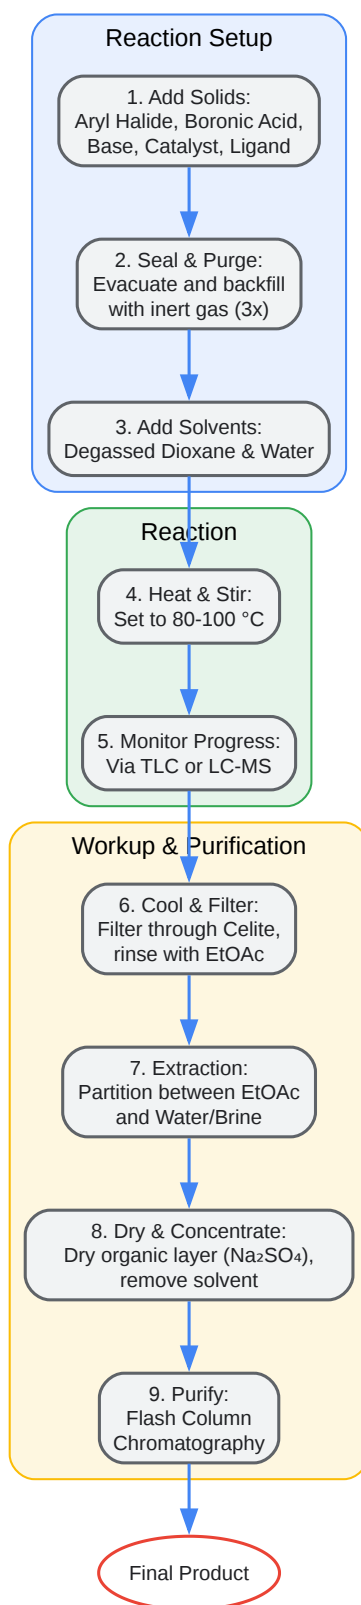 Reaction Setup
1. Add Solids:
Aryl Halide, Boronic Acid,
Base, Catalyst, Ligand
2. Seal & Purge:
Evacuate and backfill
with inert gas (3x)
3. Add Solvents:
Degassed Dioxane & Water
Reaction
4. Heat & Stir:
Set to 80-100 °C
5. Monitor Progress:
Via TLC or LC-MS
Workup & Purification
6. Cool & Filter:
Filter through Celite,
rinse with EtOAc
7. Extraction:
Partition between EtOAc
and Water/Brine
8. Dry & Concentrate:
Dry organic layer (Na₂SO₄),
remove solvent
9. Purify:
Flash Column
Chromatography
Final Product